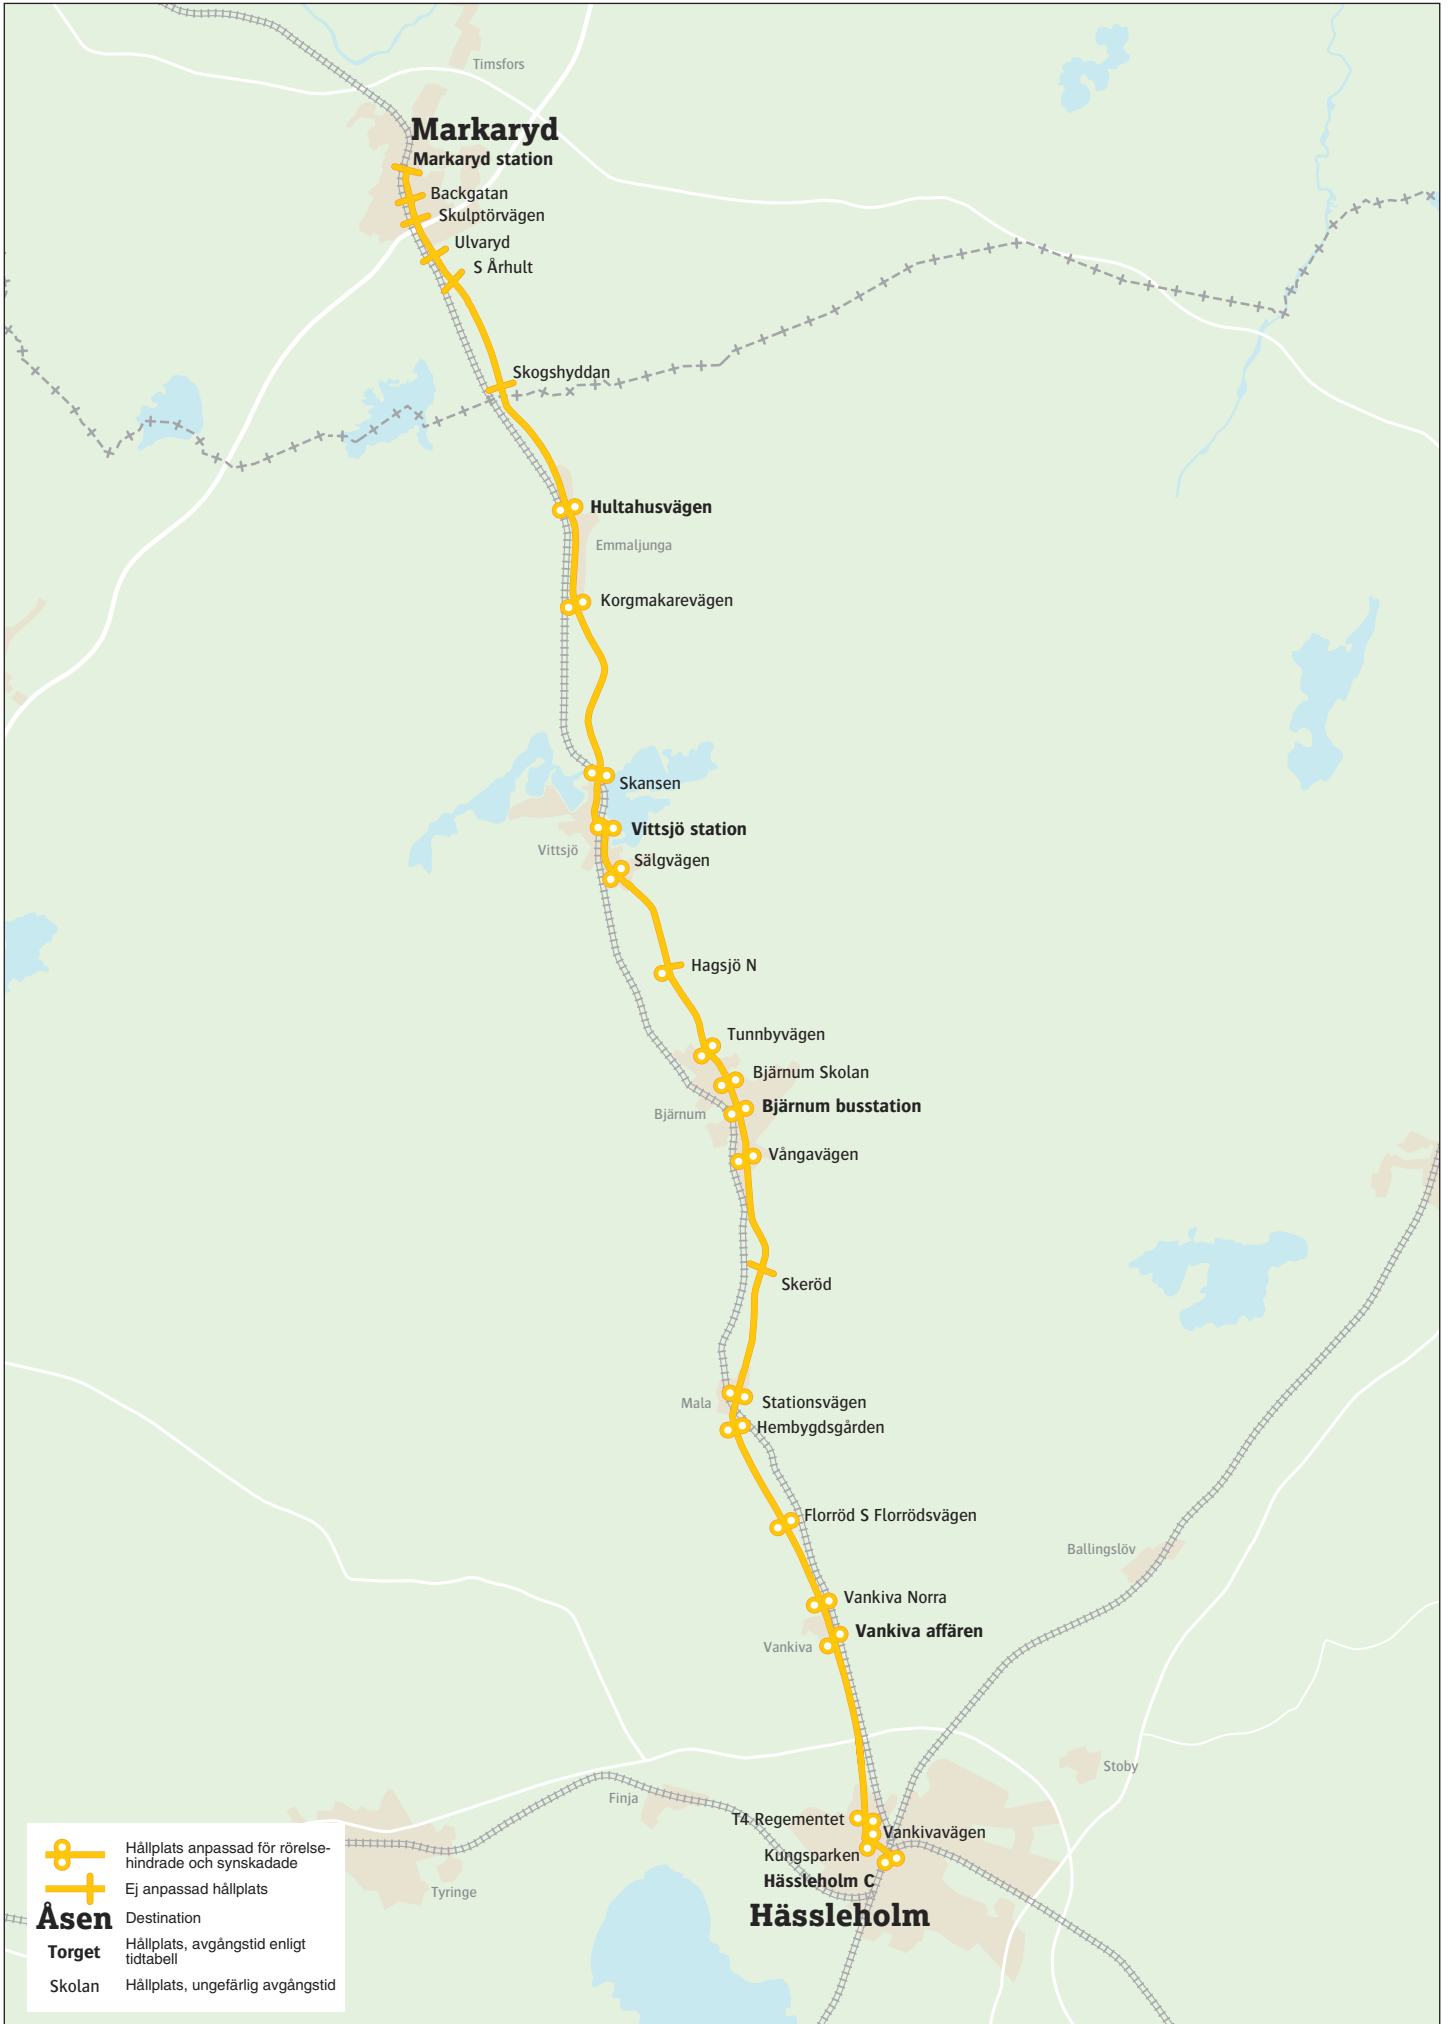 Timsfors
Markaryd
Markaryd station
Backgatan
Skulptörvägen
Ulvaryd
S Århult
Skogshyddan
Hultahusvägen
Emmaljunga
Korgmakarevägen
Skansen
Vittsjö station
Vittsjö
Sälgvägen
Hagsjö N
Tunnbyvägen
Bjärnum Skolan
Bjärnum busstation
Bjärnum
Vångavägen
Skeröd
Mala
Stationsvägen
Hembygdsgården
Florröd S Florrödsvägen
Ballingslöv
Vankiva Norra
Vankiva affären
Vankiva
Stoby
Finja
T4 Regementet
Vankivavägen
Kungsparken
Hässleholm C
Hässleholm
Tyringe
Hållplats anpassad för rörelse-
hindrade och synskadade
Ej anpassad hållplats
Åsen Destination
Torget Hållplats, avgångstid enligt
tidtabell
Skolan Hållplats, ungefärlig avgångstid